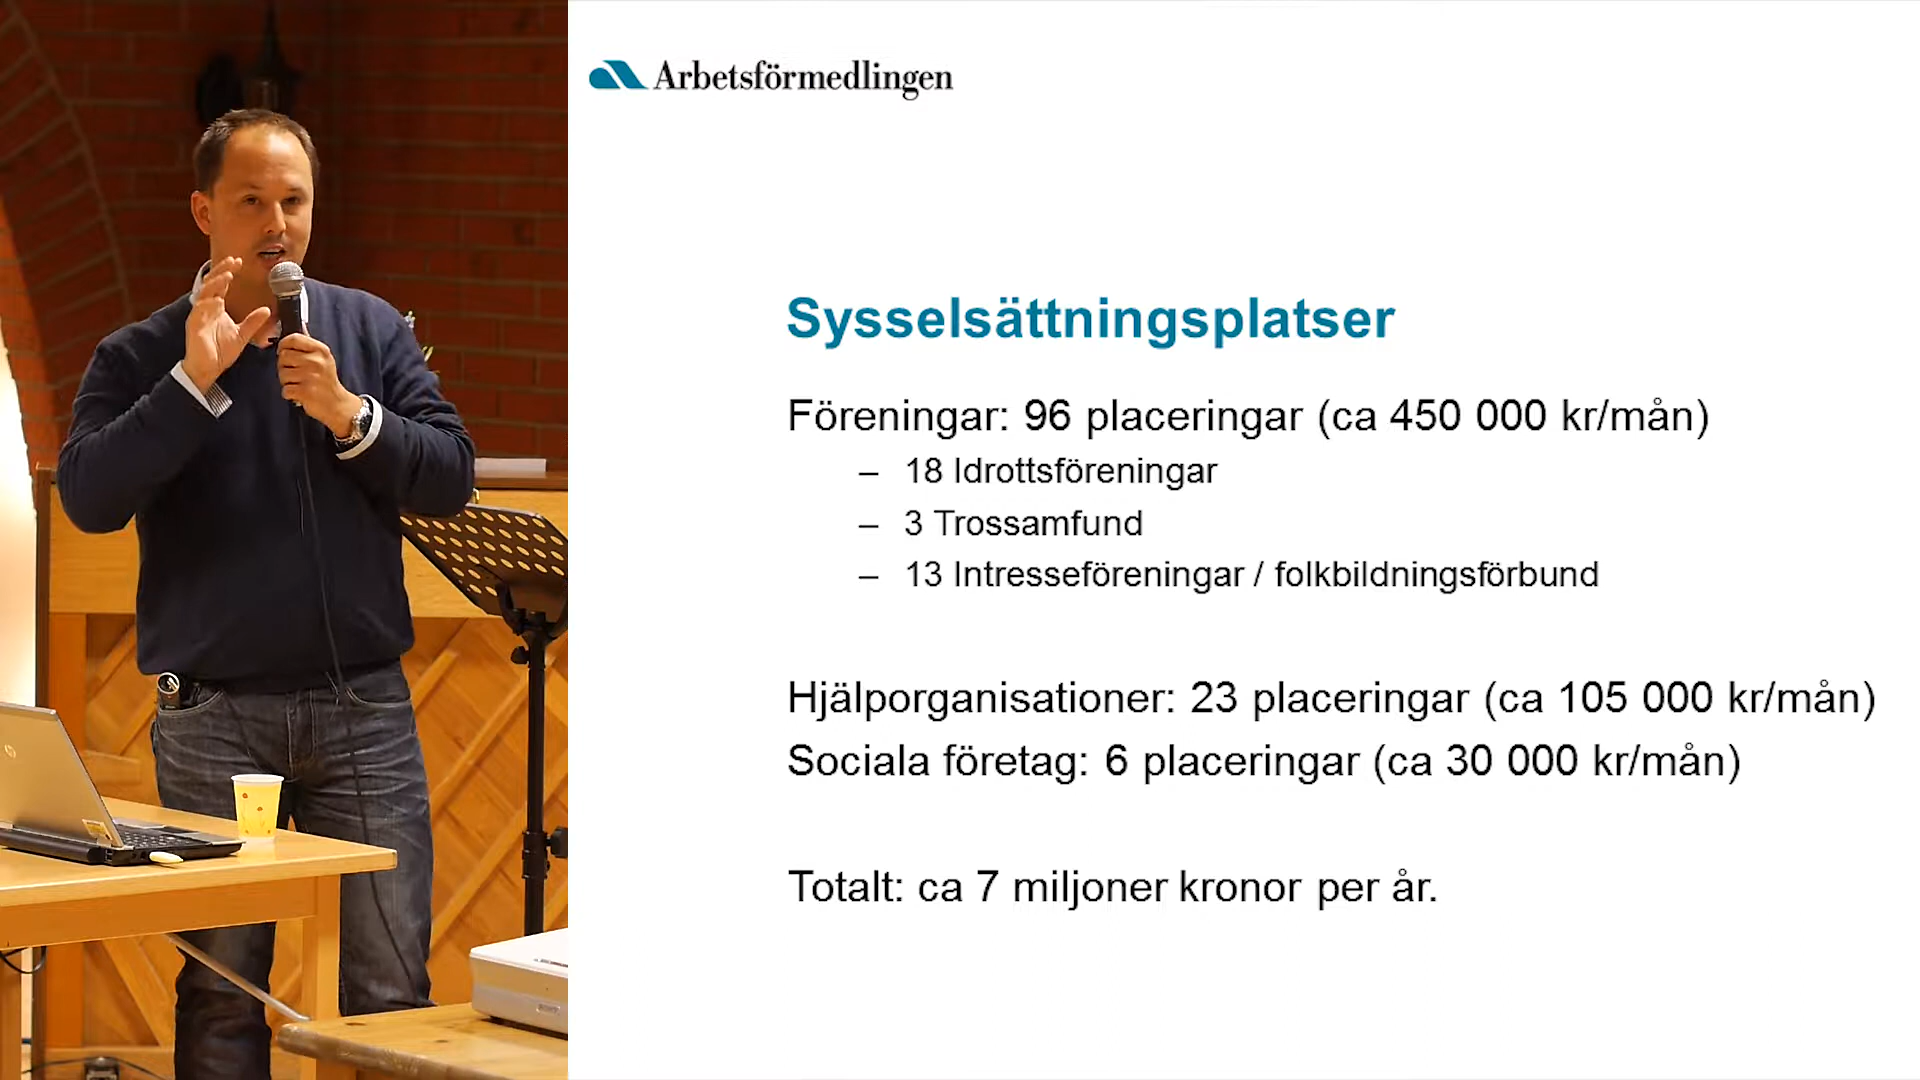 Arbetsförmedlingen
Sysselsättningsplatser
Föreningar: 96 placeringar (ca 450 000 kr/mån)
– 18 Idrottsföreningar
– 3 Trossamfund
– 13 Intresseföreningar / folkbildningsförbund
Hjälporganisationer: 23 placeringar (ca 105 000 kr/mån)
Sociala företag: 6 placeringar (ca 30 000 kr/mån)
Totalt: ca 7 miljoner kronor per år.